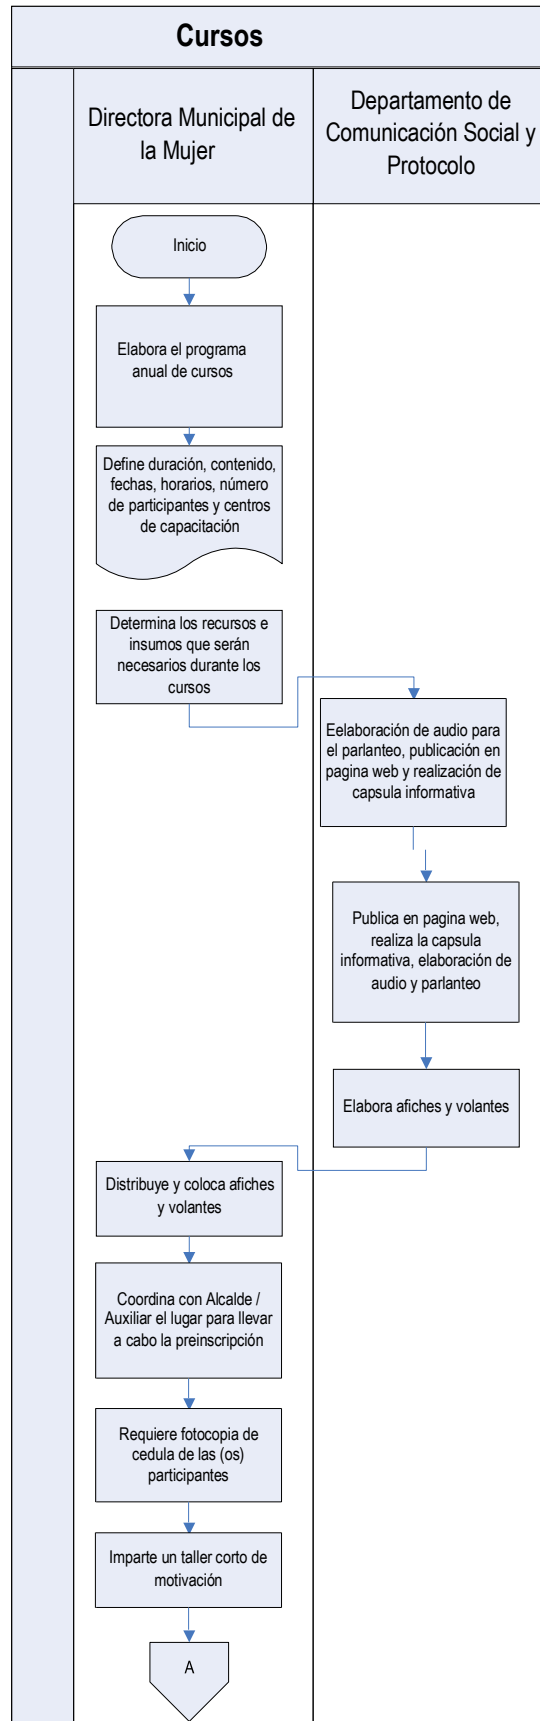 Cursos
Directora Municipal de
la Mujer
Departamento de
Comunicación Social y
Protocolo
Inicio
Elabora el programa
anual de cursos
Define duración, contenido,
fechas, horarios, número
de participantes y centros
de capacitación
Determina los recursos e
insumos que serán
necesarios durante los
cursos
Eelaboración de audio para
el parlanteo, publicación en
pagina web y realización de
capsula informativa
Publica en pagina web,
realiza la capsula
informativa, elaboración de
audio y parlanteo
Elabora afiches y volantes
Distribuye y coloca afiches
y volantes
Coordina con Alcalde /
Auxiliar el lugar para llevar
a cabo la preinscripción
Requiere fotocopia de
cedula de las (os)
participantes
Imparte un taller corto de
motivación
A